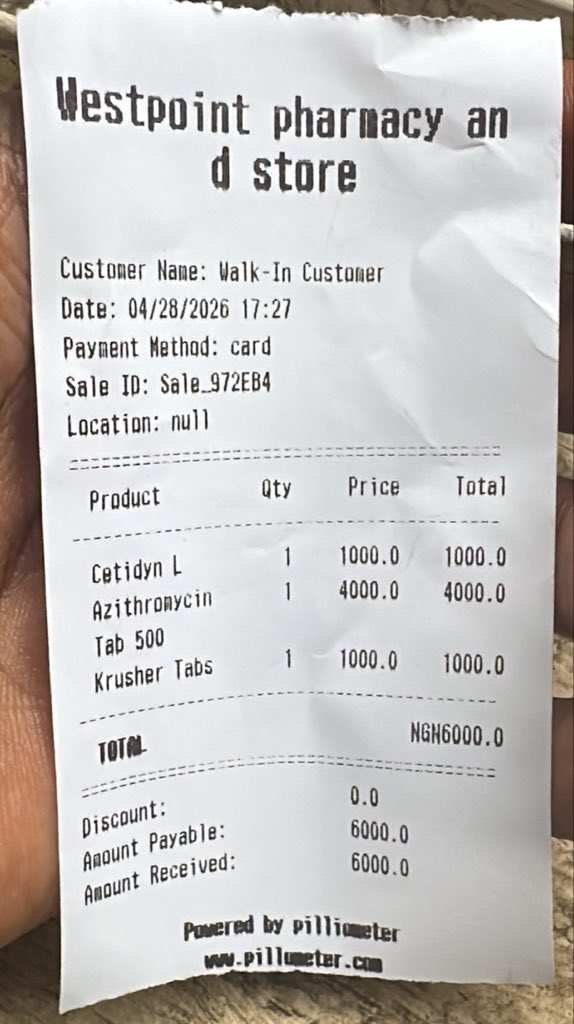 Westpoint pharmacy an
d store
Customer Name: Walk-In Customer
Date: 04/28/2026 17:27
Payment Method: card
Sale ID: Sale_972EB4
Location: null
Product Qty Price Total
Cetidyn L 1 1000.0 1000.0
Azithromycin 1 4000.0 4000.0
Tab 500
Krusher Tabs 1 1000.0 1000.0
TOTAL NGN6000.0
Discount: 0.0
Amount Payable: 6000.0
Amount Received: 6000.0
Powered by pilliometer
www.pillometer.com